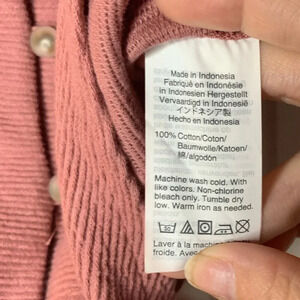 Made in Indonesia
Fabriqué en Indonésie
in Indonesien Hergestellt
Vervaardigd in Indonesië
インドネシア製
Hecho en Indonesia
100% Cotton/Coton/
Baumwolle/Katoen/
綿/algodón
Machine wash cold. With
like colors. Non-chlorine
bleach only. Tumble dry
low. Warm iron as needed.
Laver à la machine
froide. Avec